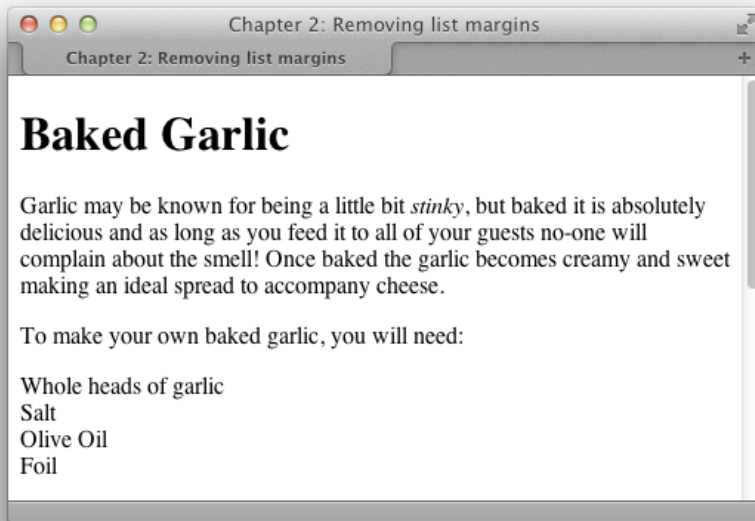 Chapter 2: Removing list margins
Chapter 2: Removing list margins
Baked Garlic
Garlic may be known for being a little bit stinky, but baked it is absolutely
delicious and as long as you feed it to all of your guests no-one will
complain about the smell! Once baked the garlic becomes creamy and sweet
making an ideal spread to accompany cheese.
To make your own baked garlic, you will need:
Whole heads of garlic
Salt
Olive Oil
Foil